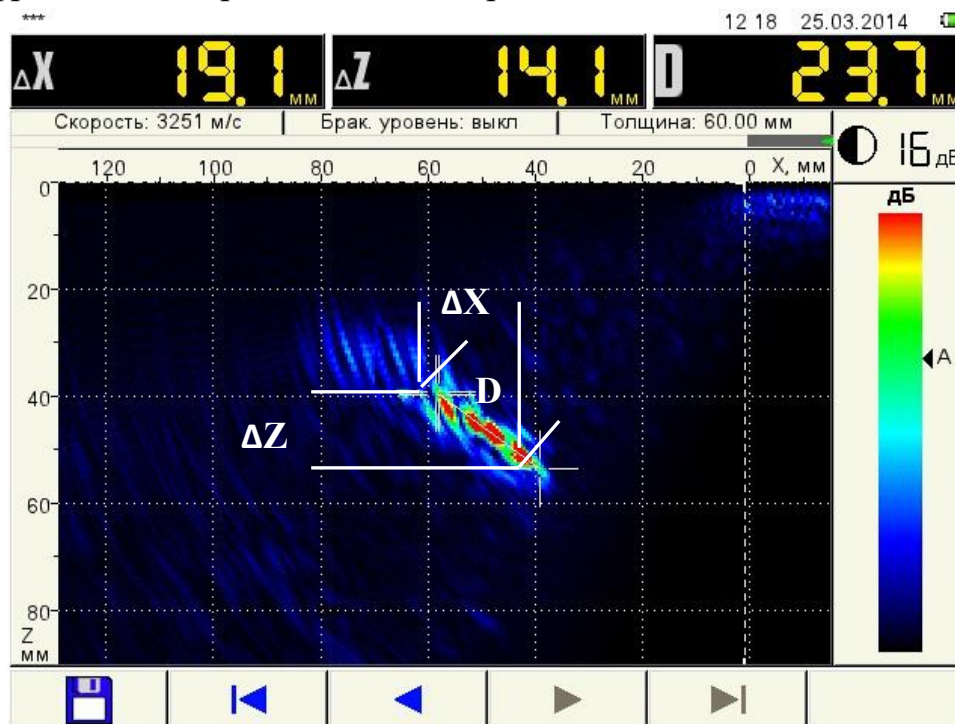 ***
12 18 25.03.2014
ΔX 19.1 мм ΔZ 14.1 мм D 23.7 мм
Скорость: 3251 м/с Брак. уровень: выкл Толщина: 60.00 мм
16 дБ
120 100 80 60 40 20 0 X, мм
дБ
0
20
ΔX
A
40
D
ΔZ
60
80
Z
мм